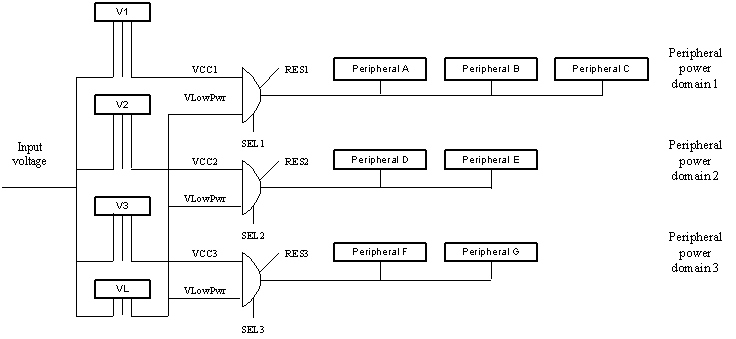 V1
VCC1
RES1
Peripheral A
Peripheral B
Peripheral C
Peripheral
power
domain 1
VLowPwr
V2
SEL1
Input
voltage
VCC2
RES2
Peripheral D
Peripheral E
Peripheral
power
domain 2
VLowPwr
V3
SEL2
VCC3
RES3
Peripheral F
Peripheral G
Peripheral
power
domain 3
VL
VLowPwr
SEL3